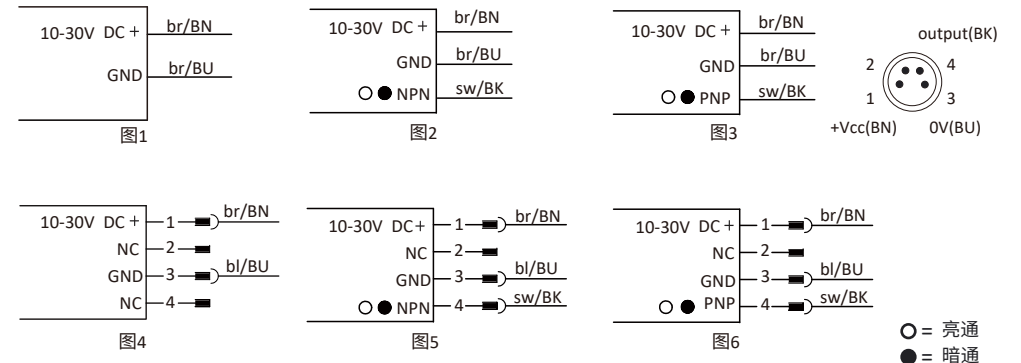 10-30V DC + br/BN
GND br/BU
图1
10-30V DC + br/BN
GND br/BU
NPN sw/BK
图2
10-30V DC + br/BN
GND br/BU
PNP sw/BK
图3
output(BK)
2 4
1 3
+Vcc(BN) 0V(BU)
10-30V DC + 1 br/BN
NC 2
GND 3 bl/BU
NC 4
图4
10-30V DC+ 1 br/BN
NC 2
GND 3 bl/BU
NPN 4 sw/BK
图5
10-30V DC + 1 br/BN
NC 2
GND 3 bl/BU
PNP 4 sw/BK
图6
○= 亮通
●= 暗通